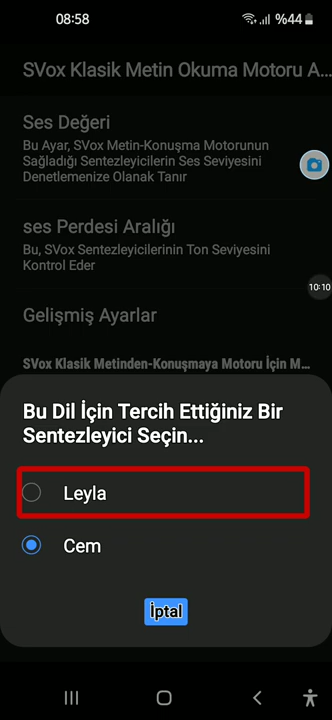 08:58
%44
SVox Klasik Metin Okuma Motoru A...
Ses Değeri
Bu Ayar, SVox Metin-Konuşma Motorunun
Sağladığı Sentezleyicilerin Ses Seviyesini
Denetlemenize Olanak Tanır
ses Perdesi Aralığı
Bu, SVox Sentezleyicilerinin Ton Seviyesini
Kontrol Eder
10:10
Gelişmiş Ayarlar
SVox Klasik Metinden-Konuşmaya Motoru İçin M...
Bu Dil İçin Tercih Ettiğiniz Bir
Sentezleyici Seçin...
Leyla
Cem
İptal